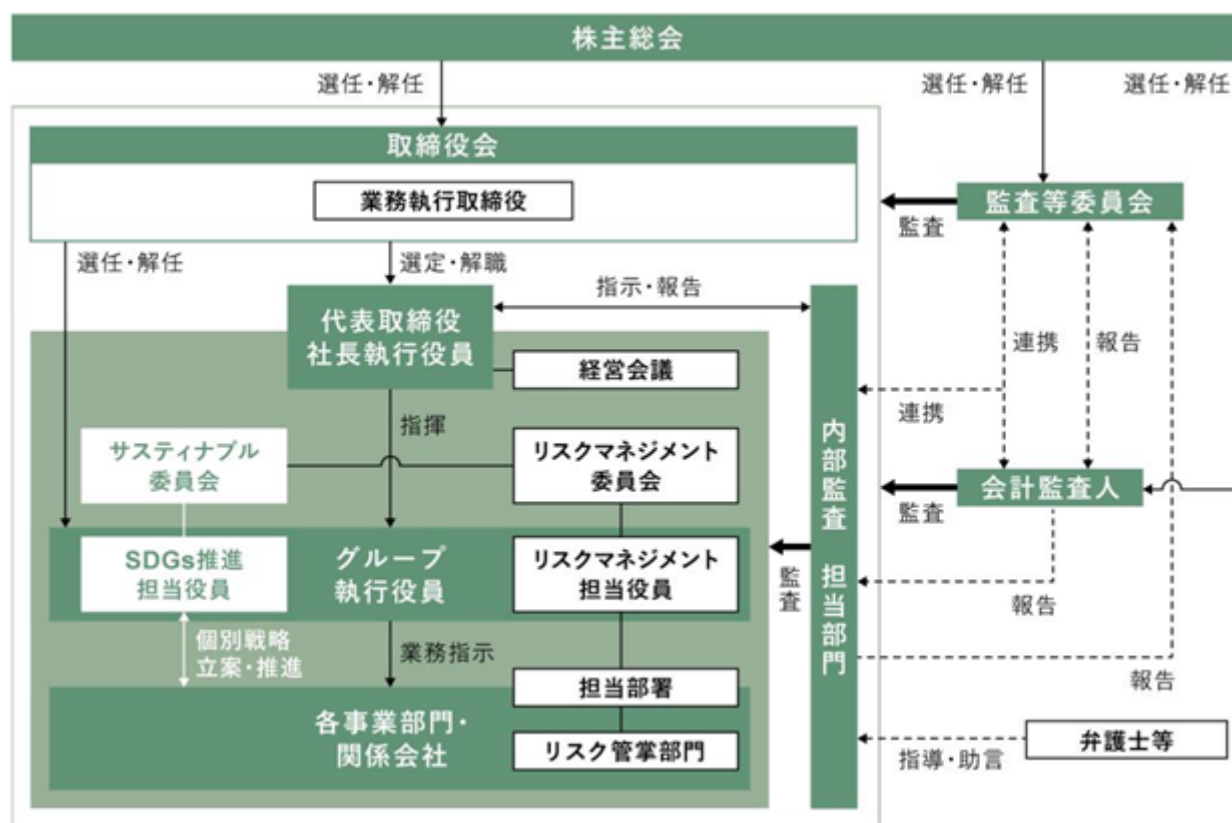 株主総会
選任・解任
選任・解任
選任・解任
取締役会
業務執行取締役
監査等委員会
監査
選任・解任
選定・解職
指示・報告
代表取締役
社長執行役員
経営会議
連携
報告
連携
指揮
サスティナブル
委員会
リスクマネジメント
委員会
内部監査 担当部門
会計監査人
監査
SDGs推進
担当役員
グループ
執行役員
リスクマネジメント
担当役員
監査
報告
個別戦略
立案・推進
業務指示
担当部署
報告
各事業部門・
関係会社
リスク管掌部門
指導・助言
弁護士等